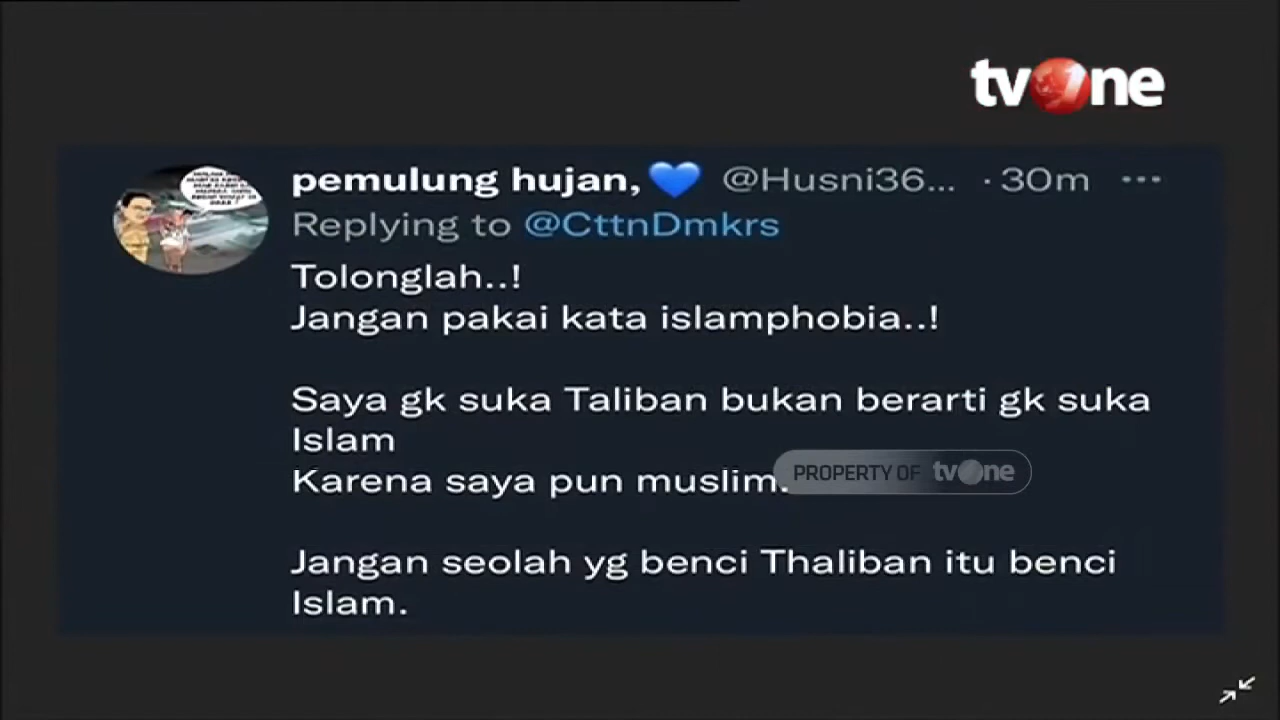 tvOne
pemulung hujan,💙 @Husni36... · 30m ...
Replying to @CttnDmkrs
Tolonglah..!
Jangan pakai kata islamphobia..!
Saya gk suka Taliban bukan berarti gk suka
Islam
Karena saya pun muslim.
PROPERTY OF tvOne
Jangan seolah yg benci Thaliban itu benci
Islam.